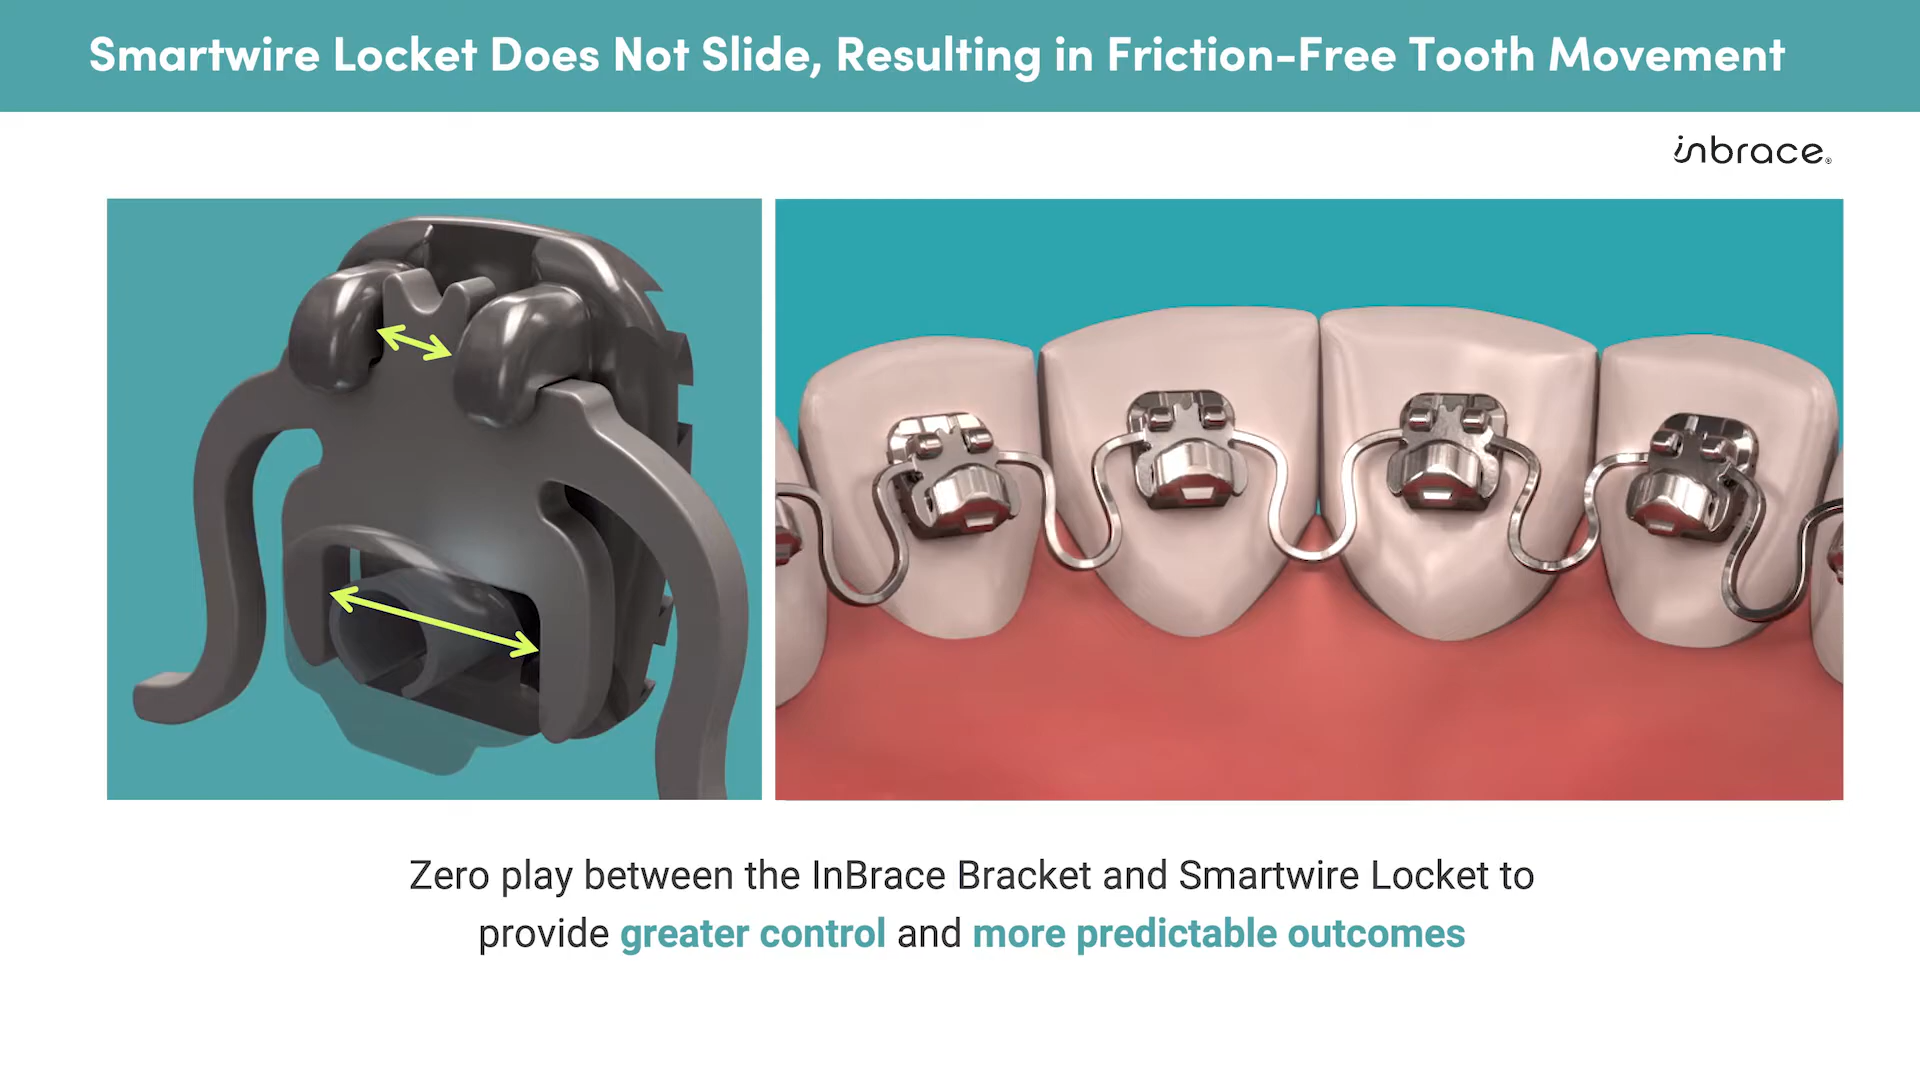 Smartwire Locket Does Not Slide, Resulting in Friction-Free Tooth Movement
inbrace®
Zero play between the InBrace Bracket and Smartwire Locket to
provide greater control and more predictable outcomes